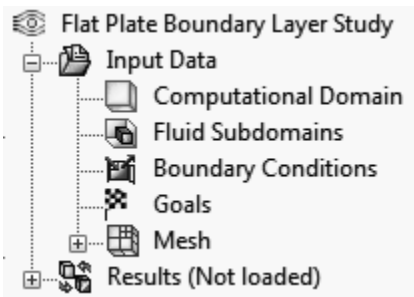 Flat Plate Boundary Layer Study
Input Data
Computational Domain
Fluid Subdomains
Boundary Conditions
Goals
Mesh
Results (Not loaded)